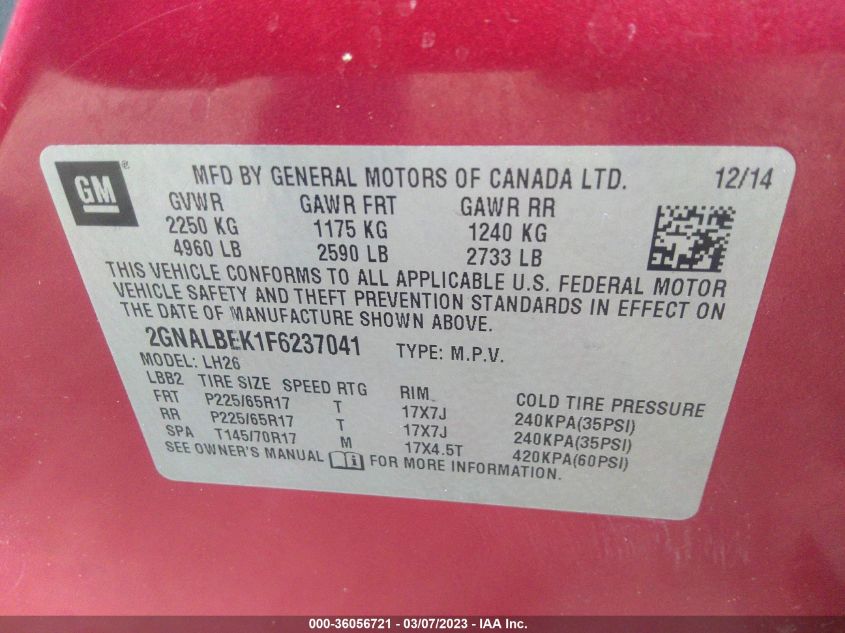 GM ®
MFD BY GENERAL MOTORS OF CANADA LTD. 12/14
GVWR GAWR FRT GAWR RR
2250 KG 1175 KG 1240 KG
4960 LB 2590 LB 2733 LB
THIS VEHICLE CONFORMS TO ALL APPLICABLE U.S. FEDERAL MOTOR
VEHICLE SAFETY AND THEFT PREVENTION STANDARDS IN EFFECT ON
THE DATE OF MANUFACTURE SHOWN ABOVE.
2GNALBEK1F6237041 TYPE: M.P.V.
MODEL: LH26
LBB2 TIRE SIZE SPEED RTG RIM COLD TIRE PRESSURE
FRT P225/65R17 T 17X7J 240KPA(35PSI)
RR P225/65R17 T 17X7J 240KPA(35PSI)
SPA T145/70R17 M 17X4.5T 420KPA(60PSI)
SEE OWNER'S MANUAL i FOR MORE INFORMATION.
000-36056721 — 03/07/2023 — IAA Inc.